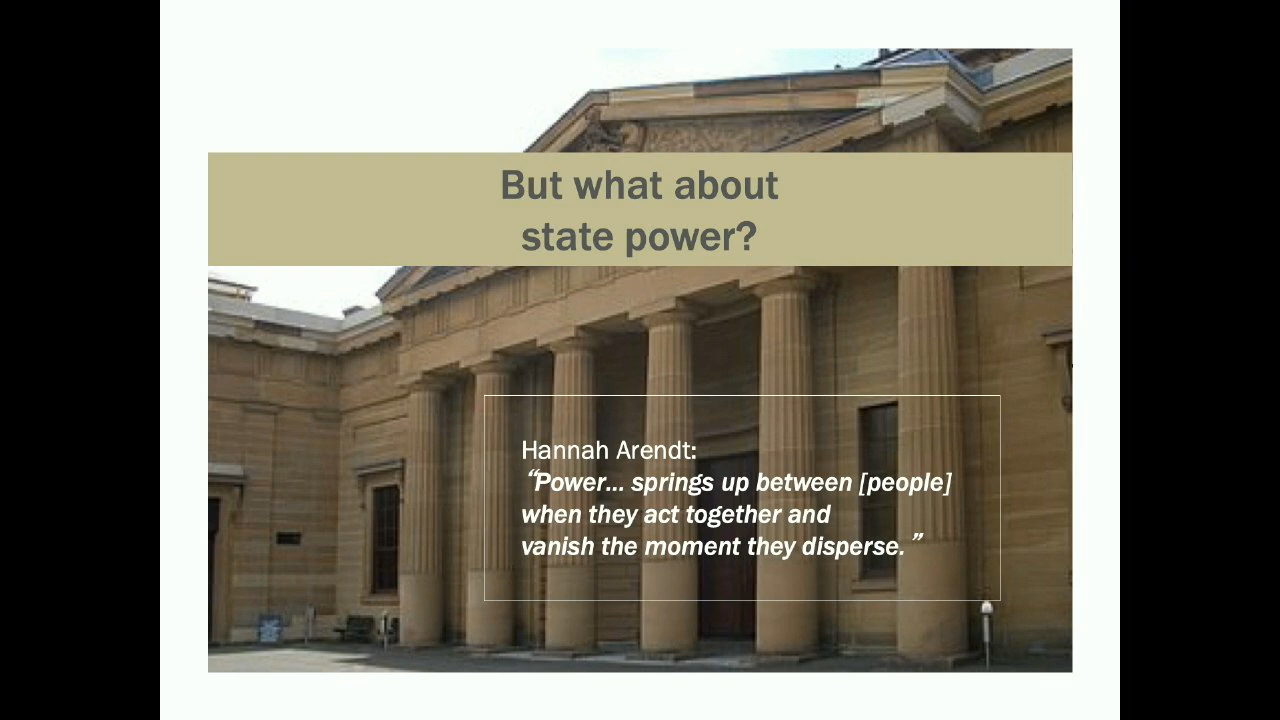 But what about
state power?
Hannah Arendt:
“Power... springs up between [people]
when they act together and
vanish the moment they disperse.”